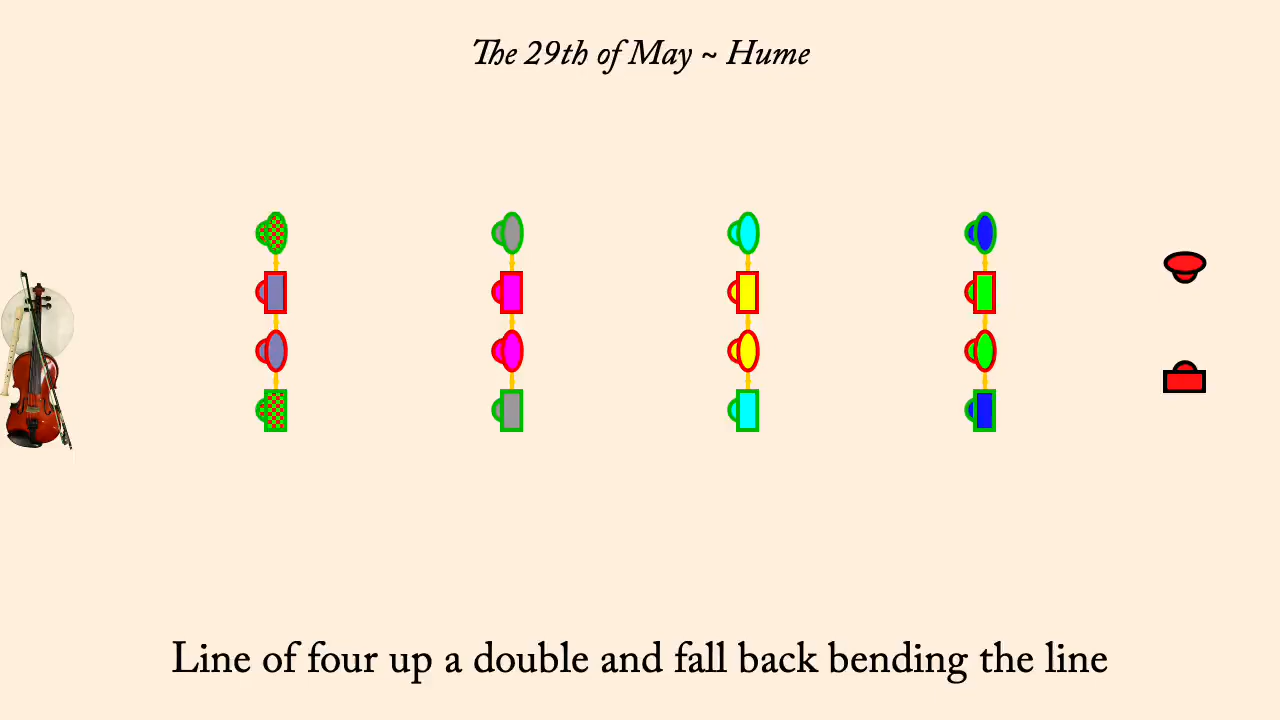 The 29th of May ~ Hume
Line of four up a double and fall back bending the line